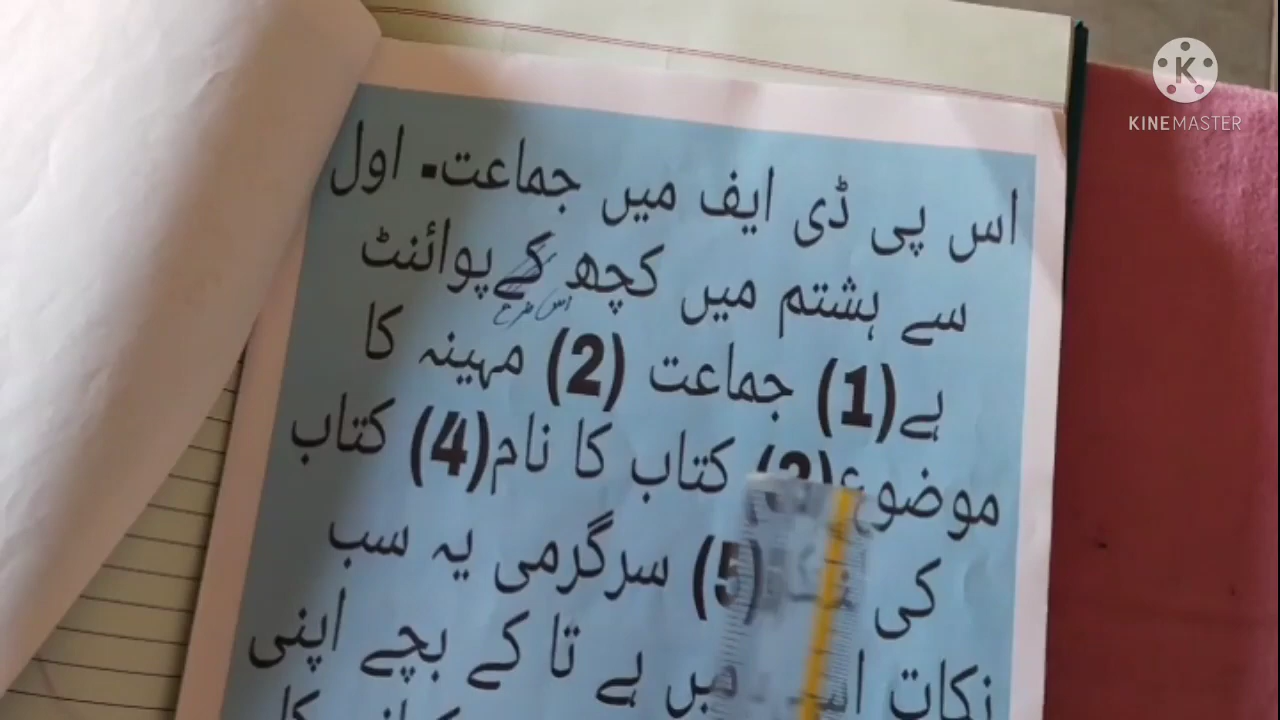 اس پی ڈی ایف میں جماعت۔ اول
سے ہشتم میں کچھ کے پوائنٹ
اس طرح
ہے(1) جماعت (2) مہینہ کا
موضوع(3) کتاب کا نام(4) کتاب
کی (5) سرگرمی یہ سب
نکات میں ہے تا کے بچے اپنی
KINEMASTER